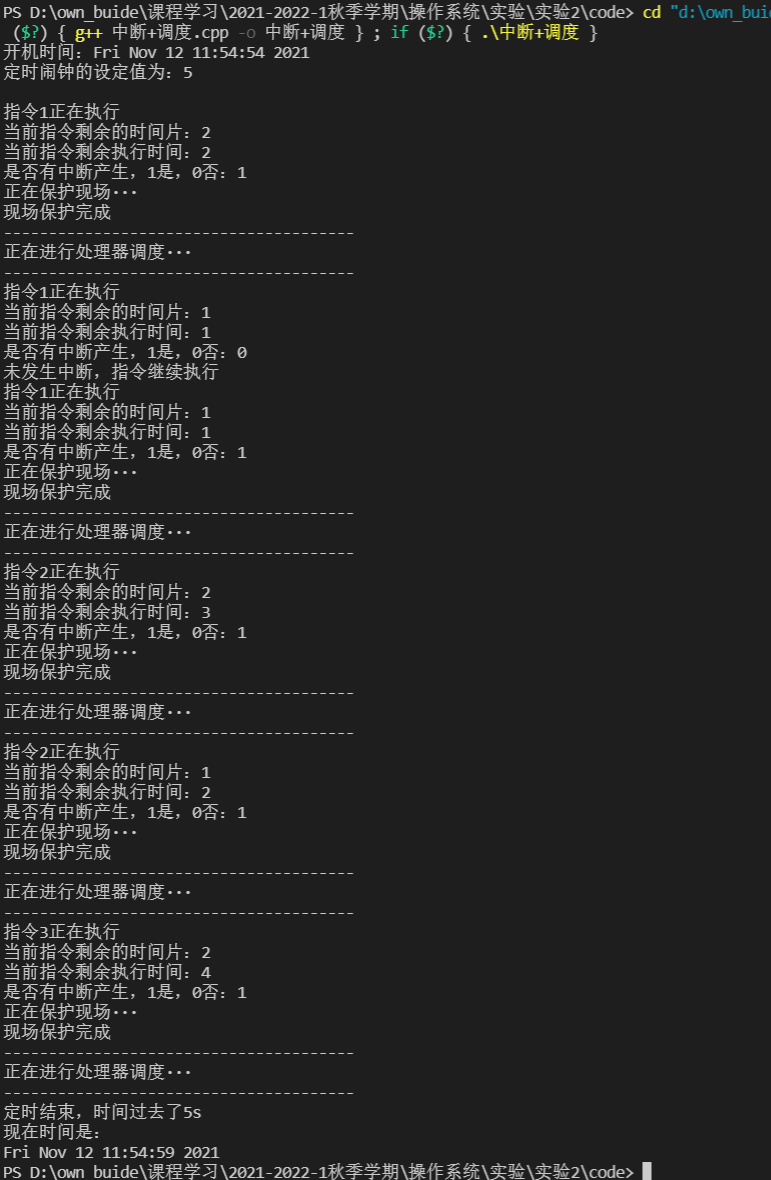 PS D:\own_buide\课程学习\2021-2022-1秋季学期\操作系统\实验\实验2\code> cd "d:\own_buid
($?) { g++ 中断+调度.cpp -o 中断+调度 } ; if ($?) { .\中断+调度 }
开机时间：Fri Nov 12 11:54:54 2021
定时闹钟的设定值为：5
指令1正在执行
当前指令剩余的时间片：2
当前指令剩余执行时间：2
是否有中断产生，1是，0否：1
正在保护现场···
现场保护完成
---------------------------------------
正在进行处理器调度···
---------------------------------------
指令1正在执行
当前指令剩余的时间片：1
当前指令剩余执行时间：1
是否有中断产生，1是，0否：0
未发生中断，指令继续执行
指令1正在执行
当前指令剩余的时间片：1
当前指令剩余执行时间：1
是否有中断产生，1是，0否：1
正在保护现场···
现场保护完成
---------------------------------------
正在进行处理器调度···
---------------------------------------
指令2正在执行
当前指令剩余的时间片：2
当前指令剩余执行时间：3
是否有中断产生，1是，0否：1
正在保护现场···
现场保护完成
---------------------------------------
正在进行处理器调度···
---------------------------------------
指令2正在执行
当前指令剩余的时间片：1
当前指令剩余执行时间：2
是否有中断产生，1是，0否：1
正在保护现场···
现场保护完成
---------------------------------------
正在进行处理器调度···
---------------------------------------
指令3正在执行
当前指令剩余的时间片：2
当前指令剩余执行时间：4
是否有中断产生，1是，0否：1
正在保护现场···
现场保护完成
---------------------------------------
正在进行处理器调度···
---------------------------------------
定时结束，时间过去了5s
现在时间是：
Fri Nov 12 11:54:59 2021
PS D:\own_buide\课程学习\2021-2022-1秋季学期\操作系统\实验\实验2\code>